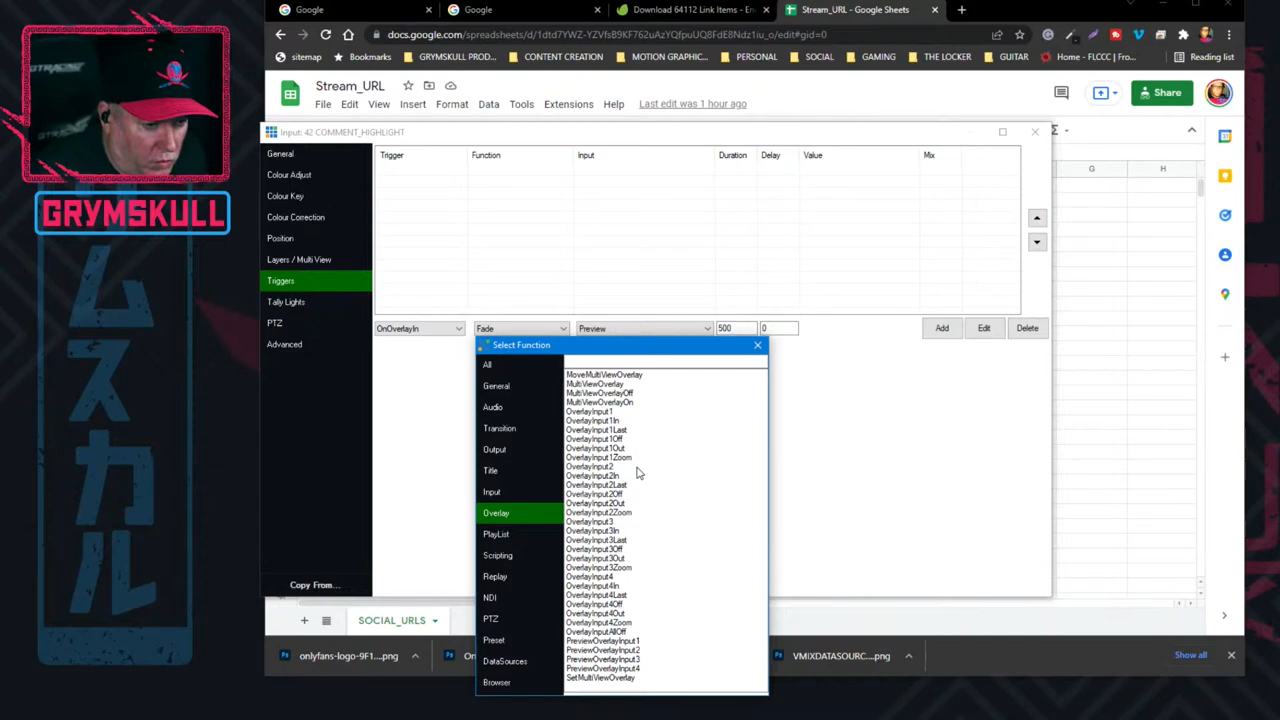 Google
Google
Download 64112 Link Items - En
Stream_URL - Google Sheets
docs.google.com/spreadsheets/d/1dtd7YWZ-YZVfsB9KF762uAzYQpuUQ8FdE8Ndz1iu_o/edit#gid=0
sitemap
Bookmarks
GRYMSKULL PROD...
CONTENT CREATION
MOTION GRAPHIC...
PERSONAL
SOCIAL
GAMING
THE LOCKER
GUITAR
Home - FLCCC | Fro...
Reading list
Stream_URL
File Edit View Insert Format Data Tools Extensions Help Last edit was 1 hour ago
Share
GTRACING
GRYMSKULL
ムスカル
Input: 42 COMMENT_HIGHLIGHT
General
Colour Adjust
Colour Key
Colour Correction
Position
Layers / Multi View
Triggers
Tally Lights
PTZ
Advanced
Copy From...
Trigger Function Input Duration Delay Value Mix
OnOverlayIn Fade Preview 500 0 Add Edit Delete
G H
Select Function
All
General
Audio
Transition
Output
Title
Input
Overlay
PlayList
Scripting
Replay
NDI
PTZ
Preset
DataSources
Browser
MoveMultiViewOverlay
MultiViewOverlay
MultiViewOverlayOff
MultiViewOverlayOn
OverlayInput1
OverlayInput1In
OverlayInput1Last
OverlayInput1Off
OverlayInput1Out
OverlayInput1Zoom
OverlayInput2
OverlayInput2In
OverlayInput2Last
OverlayInput2Off
OverlayInput2Out
OverlayInput2Zoom
OverlayInput3
OverlayInput3In
OverlayInput3Last
OverlayInput3Off
OverlayInput3Out
OverlayInput3Zoom
OverlayInput4
OverlayInput4In
OverlayInput4Last
OverlayInput4Off
OverlayInput4Out
OverlayInput4Zoom
OverlayInputAllOff
PreviewOverlayInput1
PreviewOverlayInput2
PreviewOverlayInput3
PreviewOverlayInput4
SetMultiViewOverlay
SOCIAL_URLS
onlyfans-logo-9F1....png
VMIXDATASOURC....png
Show all